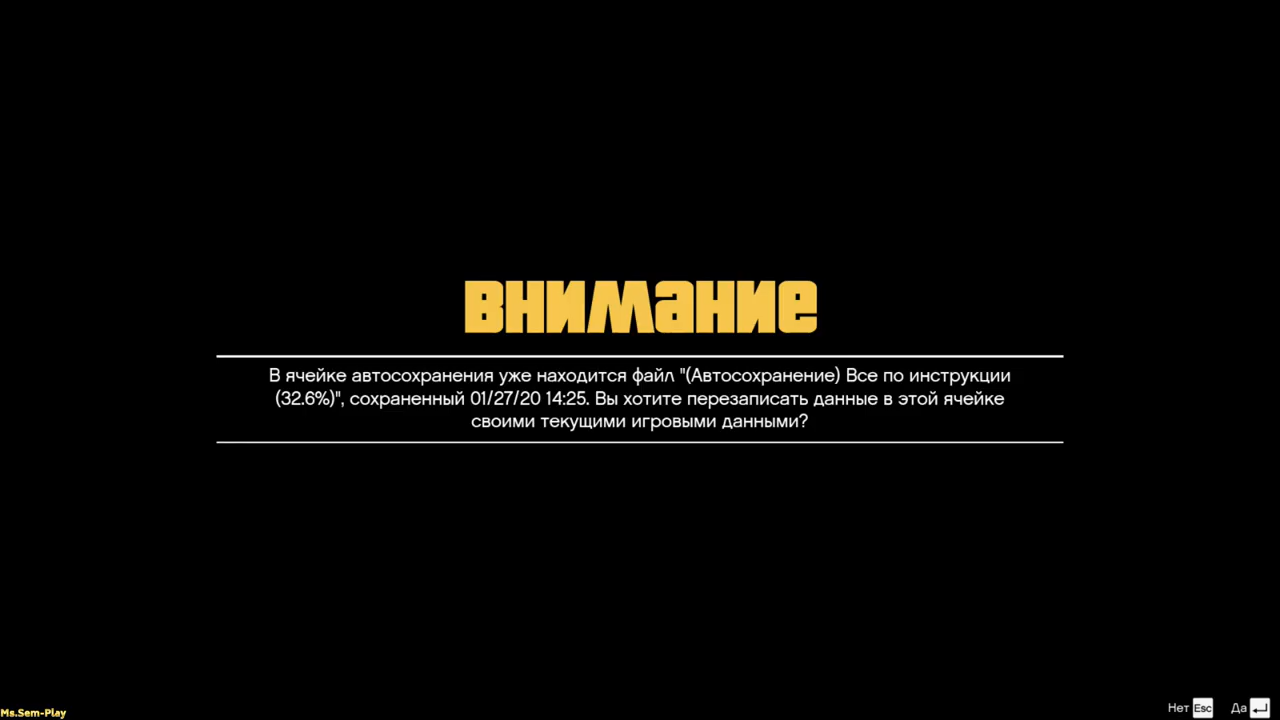 внимание
В ячейке автосохранения уже находится файл "(Автосохранение) Все по инструкции
(32.6%)", сохраненный 01/27/20 14:25. Вы хотите перезаписать данные в этой ячейке
своими текущими игровыми данными?
Ms.Sem-Play
Нет Esc Да